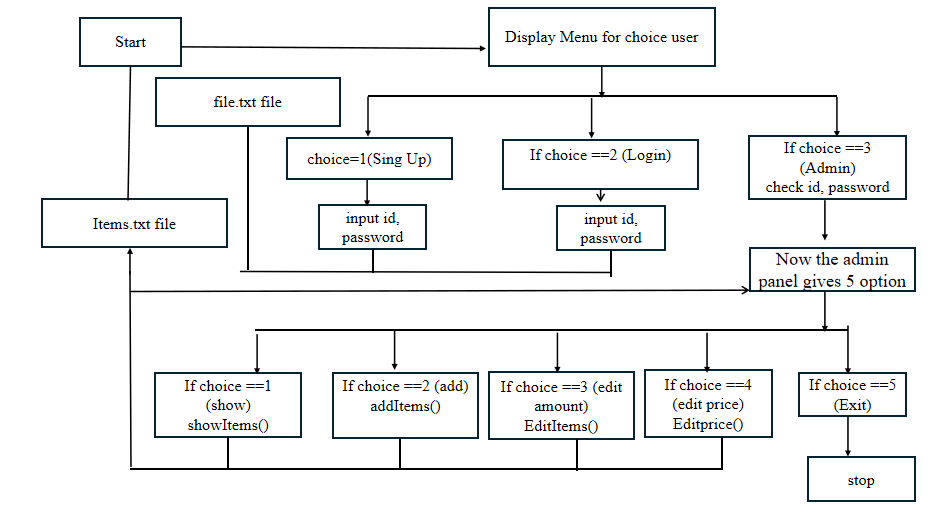 Start
Display Menu for choice user
file.txt file
choice=1(Sing Up)
If choice ==2 (Login)
If choice ==3
(Admin)
check id, password
Items.txt file
input id,
password
input id,
password
Now the admin
panel gives 5 option
If choice ==1
(show)
showItems()
If choice ==2 (add)
addItems()
If choice ==3 (edit
amount)
EditItems()
If choice ==4
(edit price)
Editprice()
If choice ==5
(Exit)
stop